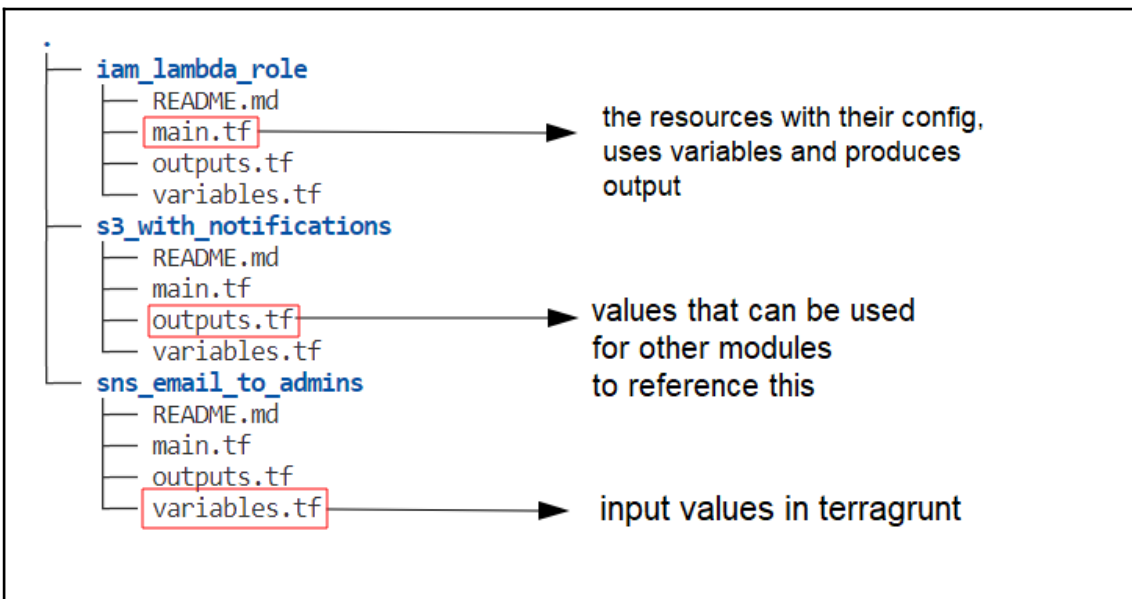 .
iam_lambda_role
README.md
main.tf
the resources with their config,
uses variables and produces
output
outputs.tf
variables.tf
s3_with_notifications
README.md
main.tf
outputs.tf
values that can be used
for other modules
to reference this
variables.tf
sns_email_to_admins
README.md
main.tf
outputs.tf
variables.tf
input values in terragrunt